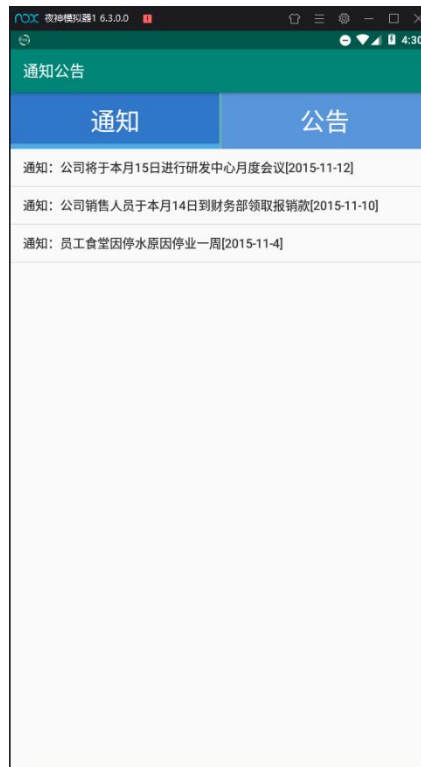 nox 夜神模拟器1 6.3.0.0
4:30
通知公告
通知 公告
通知：公司将于本月15日进行研发中心月度会议[2015-11-12]
通知：公司销售人员于本月14日到财务部领取报销款[2015-11-10]
通知：员工食堂因停水原因停业一周[2015-11-4]